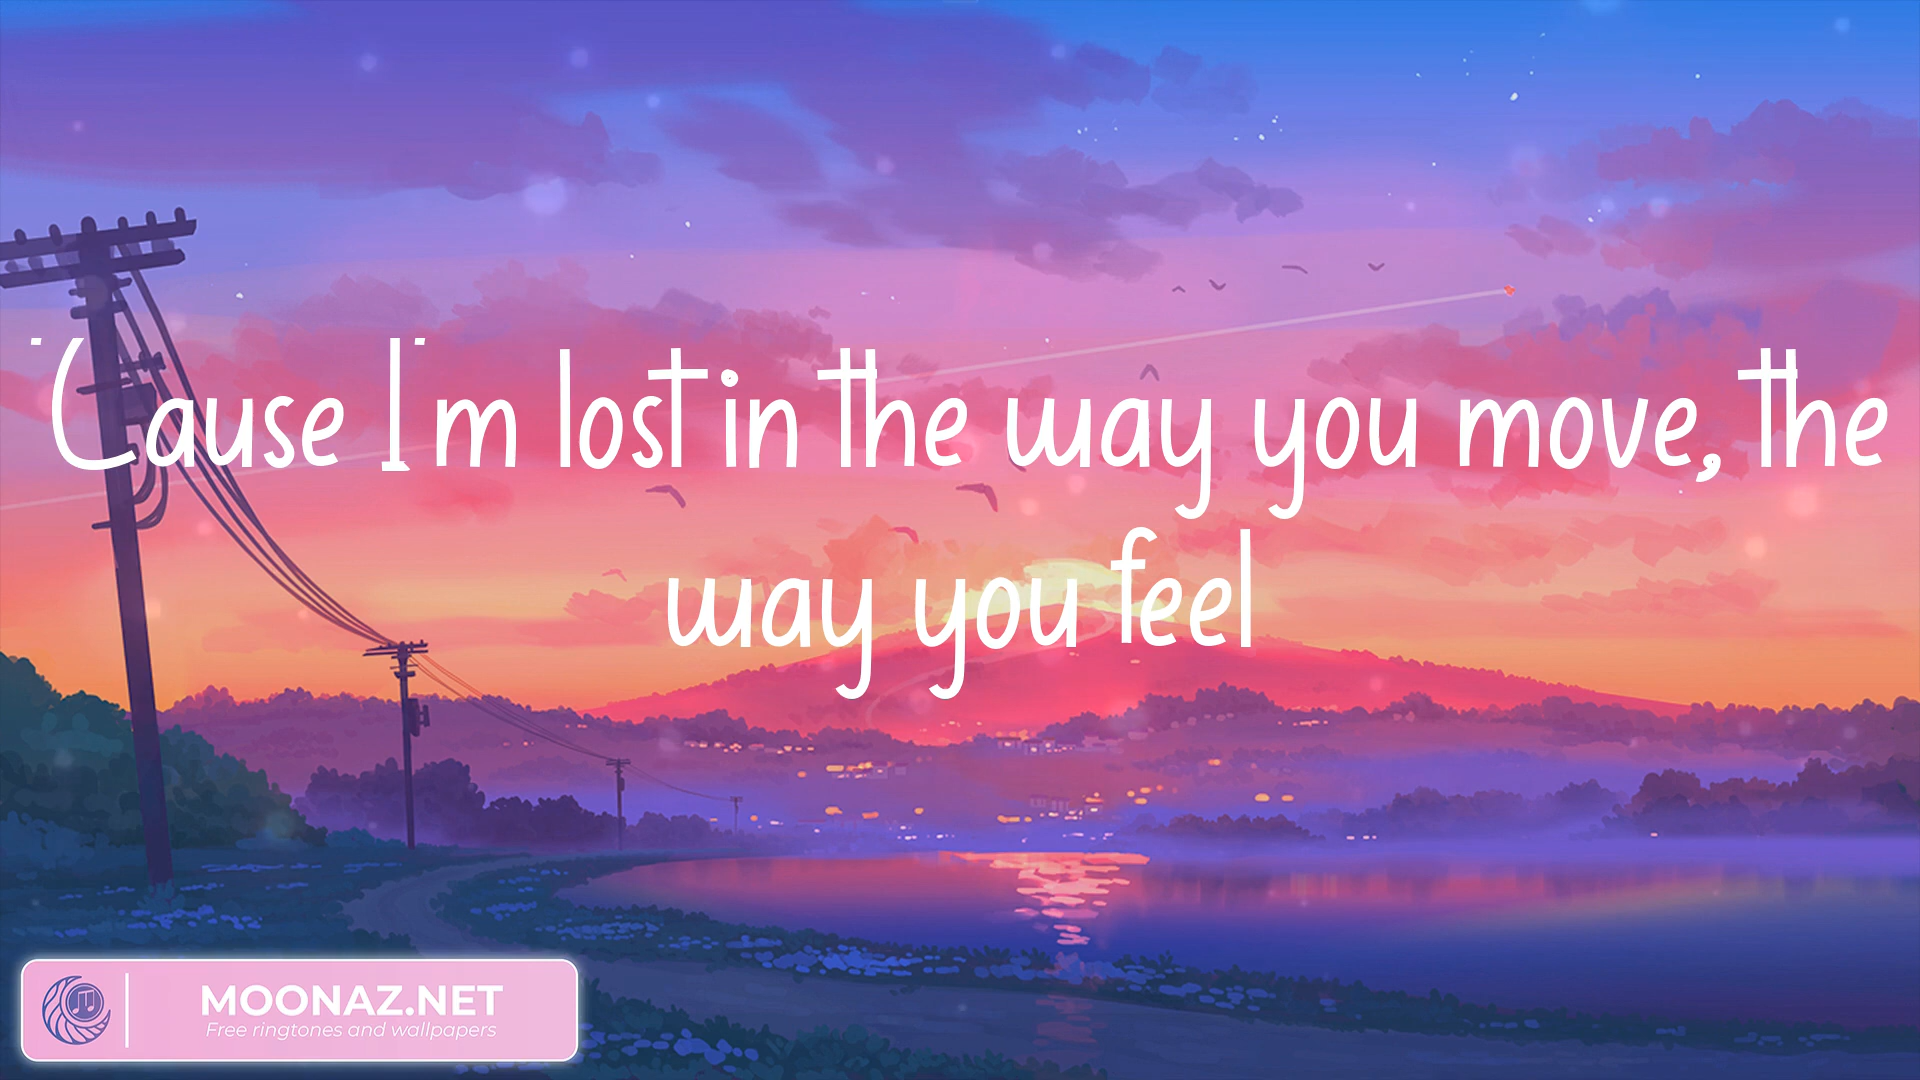 'Cause I'm lost in the way you move, the
way you feel
MOONAZ.NET
Free ringtones and wallpapers